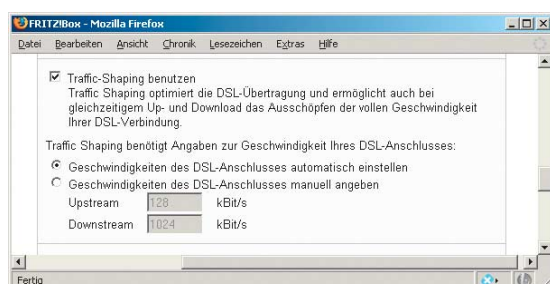 FRITZ!Box - Mozilla Firefox
Datei Bearbeiten Ansicht Chronik Lesezeichen Extras Hilfe
Traffic-Shaping benutzen
Traffic Shaping optimiert die DSL-Übertragung und ermöglicht auch bei
gleichzeitigem Up- und Download das Ausschöpfen der vollen Geschwindigkeit
Ihrer DSL-Verbindung.
Traffic Shaping benötigt Angaben zur Geschwindigkeit Ihres DSL-Anschlusses:
Geschwindigkeiten des DSL-Anschlusses automatisch einstellen
Geschwindigkeiten des DSL-Anschlusses manuell angeben
Upstream 128 kBit/s
Downstream 1024 kBit/s
Fertig